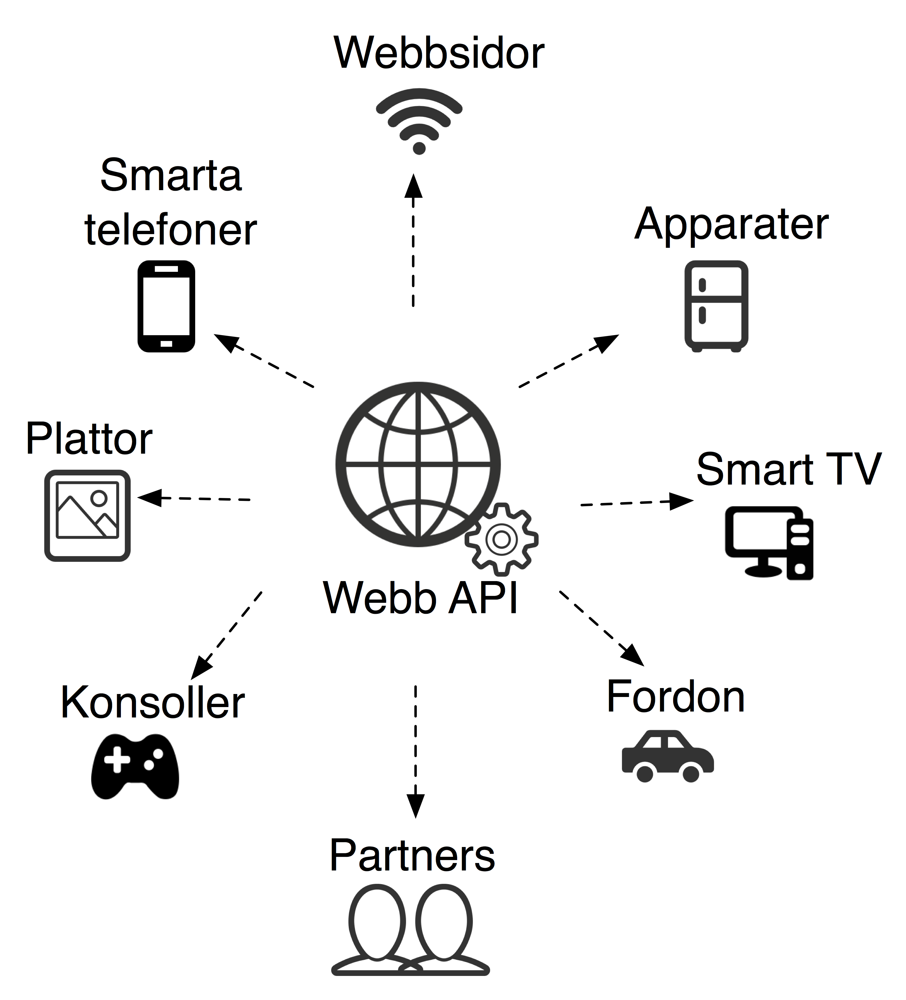 Webbsidor
Smarta
telefoner
Apparater
Plattor
Smart TV
Webb API
Konsoller
Fordon
Partners